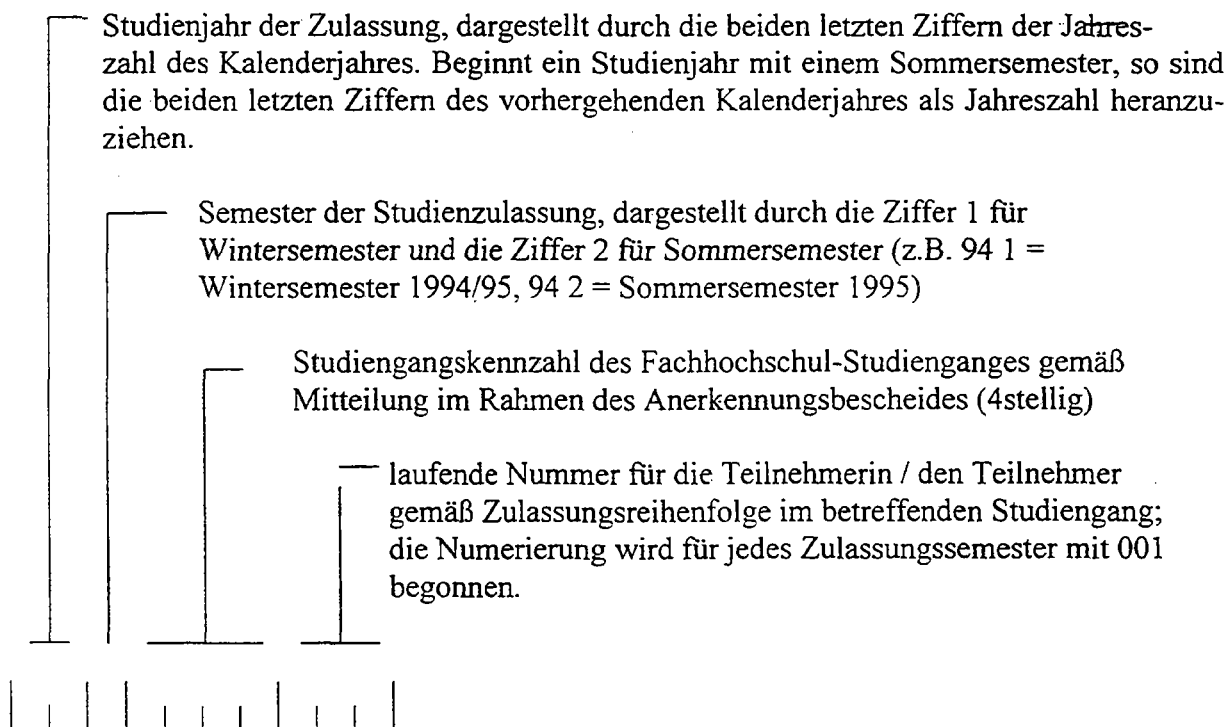 Studienjahr der Zulassung, dargestellt durch die beiden letzten Ziffern der Jahres-
zahl des Kalenderjahres. Beginnt ein Studienjahr mit einem Sommersemester, so sind
die beiden letzten Ziffern des vorhergehenden Kalenderjahres als Jahreszahl heranzu-
ziehen.
Semester der Studienzulassung, dargestellt durch die Ziffer 1 für
Wintersemester und die Ziffer 2 für Sommersemester (z.B. 94 1 =
Wintersemester 1994/95, 94 2 = Sommersemester 1995)
Studiengangskennzahl des Fachhochschul-Studienganges gemäß
Mitteilung im Rahmen des Anerkennungsbescheides (4stellig)
laufende Nummer für die Teilnehmerin / den Teilnehmer
gemäß Zulassungsreihenfolge im betreffenden Studiengang;
die Numerierung wird für jedes Zulassungssemester mit 001
begonnen.